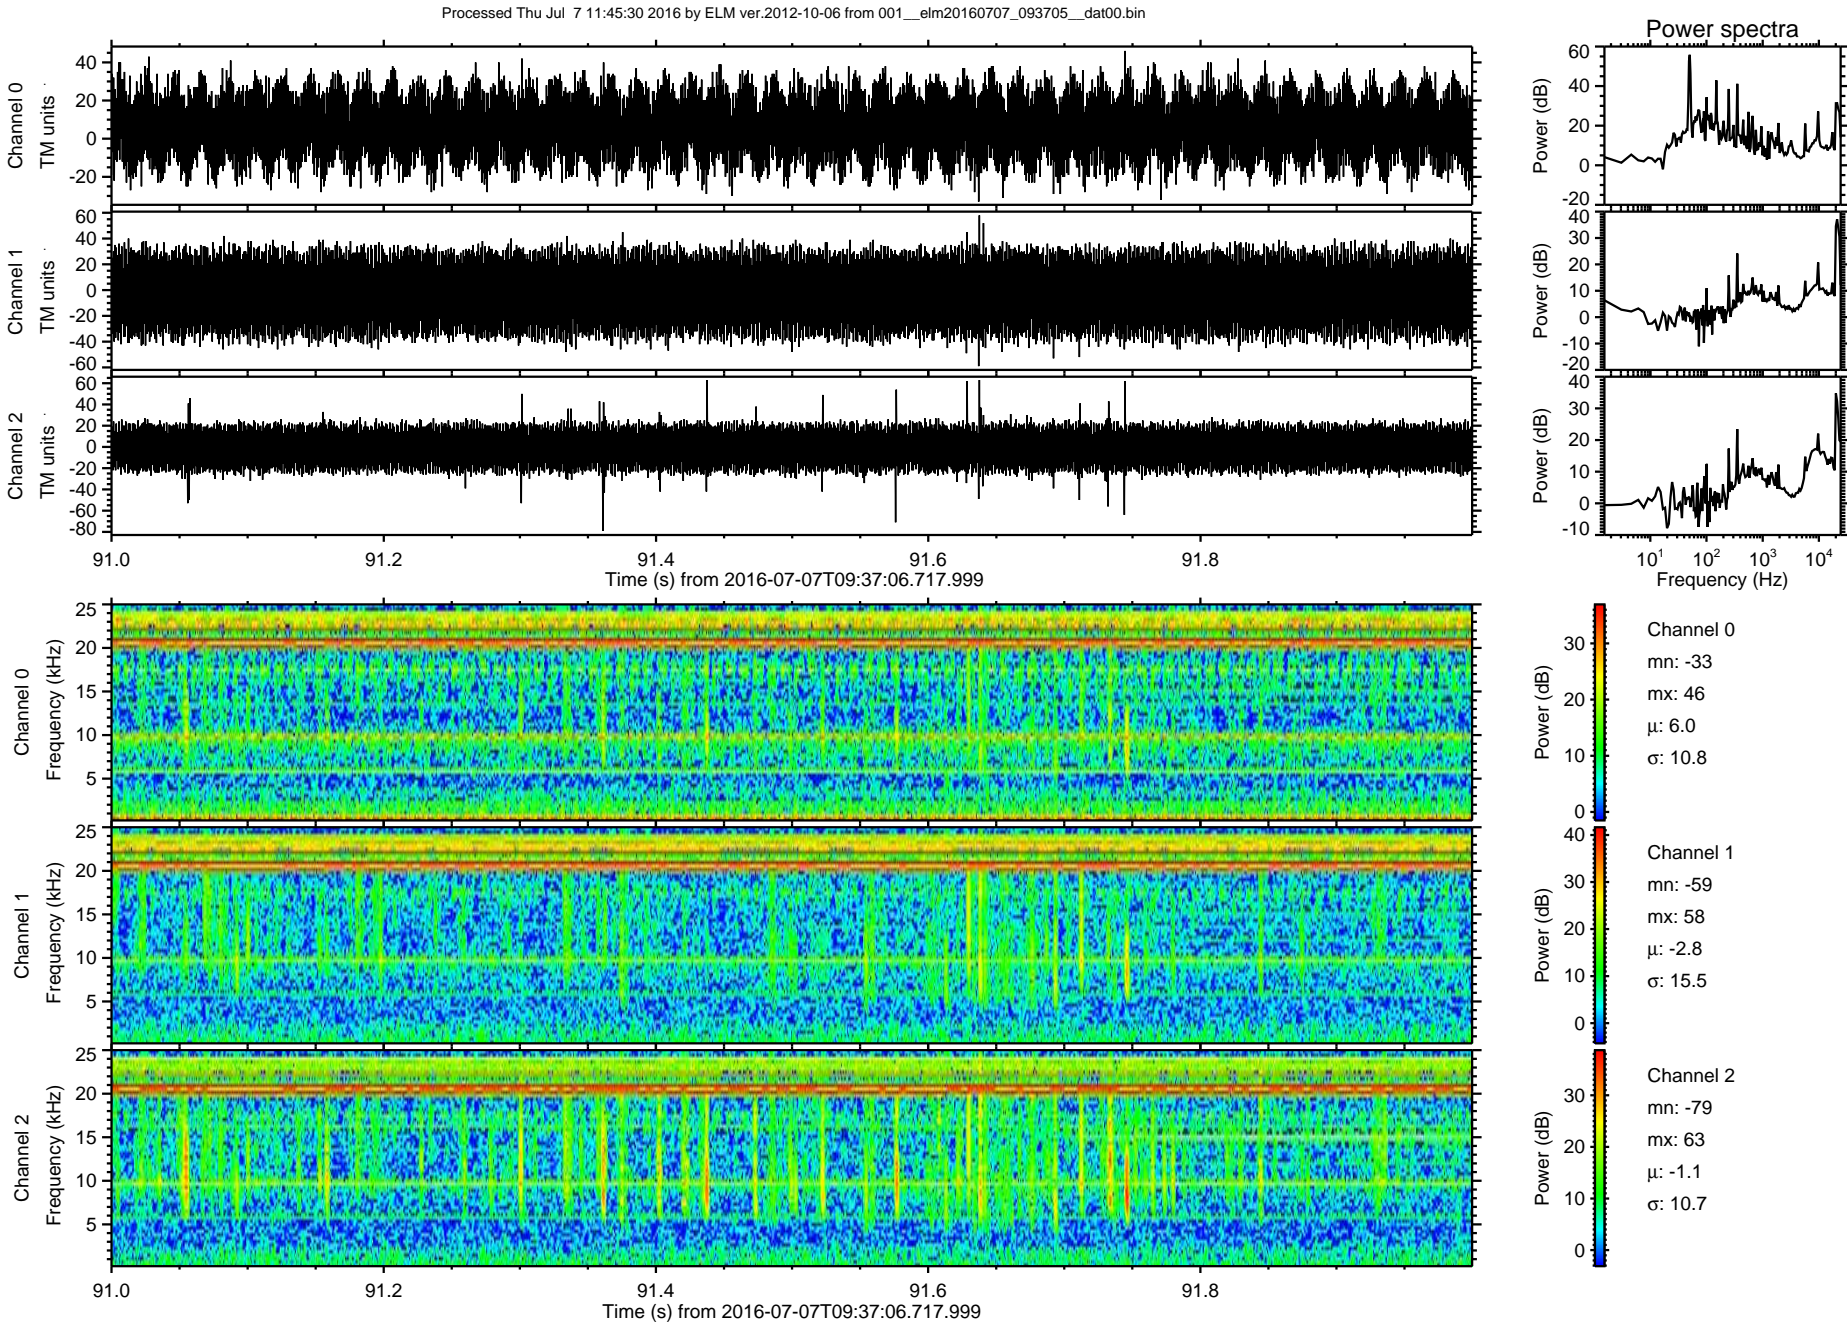 Processed Thu Jul 7 11:45:30 2016 by ELM ver.2012-10-06 from 001__elm20160707_093705__dat00.bin
Power spectra
Channel 0
TM units
40
20
0
-20
Power (dB)
60
40
20
0
-20
Channel 1
TM units
60
40
20
0
-20
-40
-60
Power (dB)
40
30
20
10
0
-10
-20
Channel 2
TM units
60
40
20
0
-20
-40
-60
-80
Power (dB)
40
30
20
10
0
-10
91.0 91.2 91.4 91.6 91.8
Time (s) from 2016-07-07T09:37:06.717.999
10¹ 10² 10³ 10⁴
Frequency (Hz)
Channel 0
Frequency (kHz)
25
20
15
10
5
Power (dB)
30
20
10
0
Channel 0
mn: -33
mx: 46
μ: 6.0
σ: 10.8
Channel 1
Frequency (kHz)
25
20
15
10
5
Power (dB)
40
30
20
10
0
Channel 1
mn: -59
mx: 58
μ: -2.8
σ: 15.5
Channel 2
Frequency (kHz)
25
20
15
10
5
Power (dB)
30
20
10
0
Channel 2
mn: -79
mx: 63
μ: -1.1
σ: 10.7
91.0 91.2 91.4 91.6 91.8
Time (s) from 2016-07-07T09:37:06.717.999